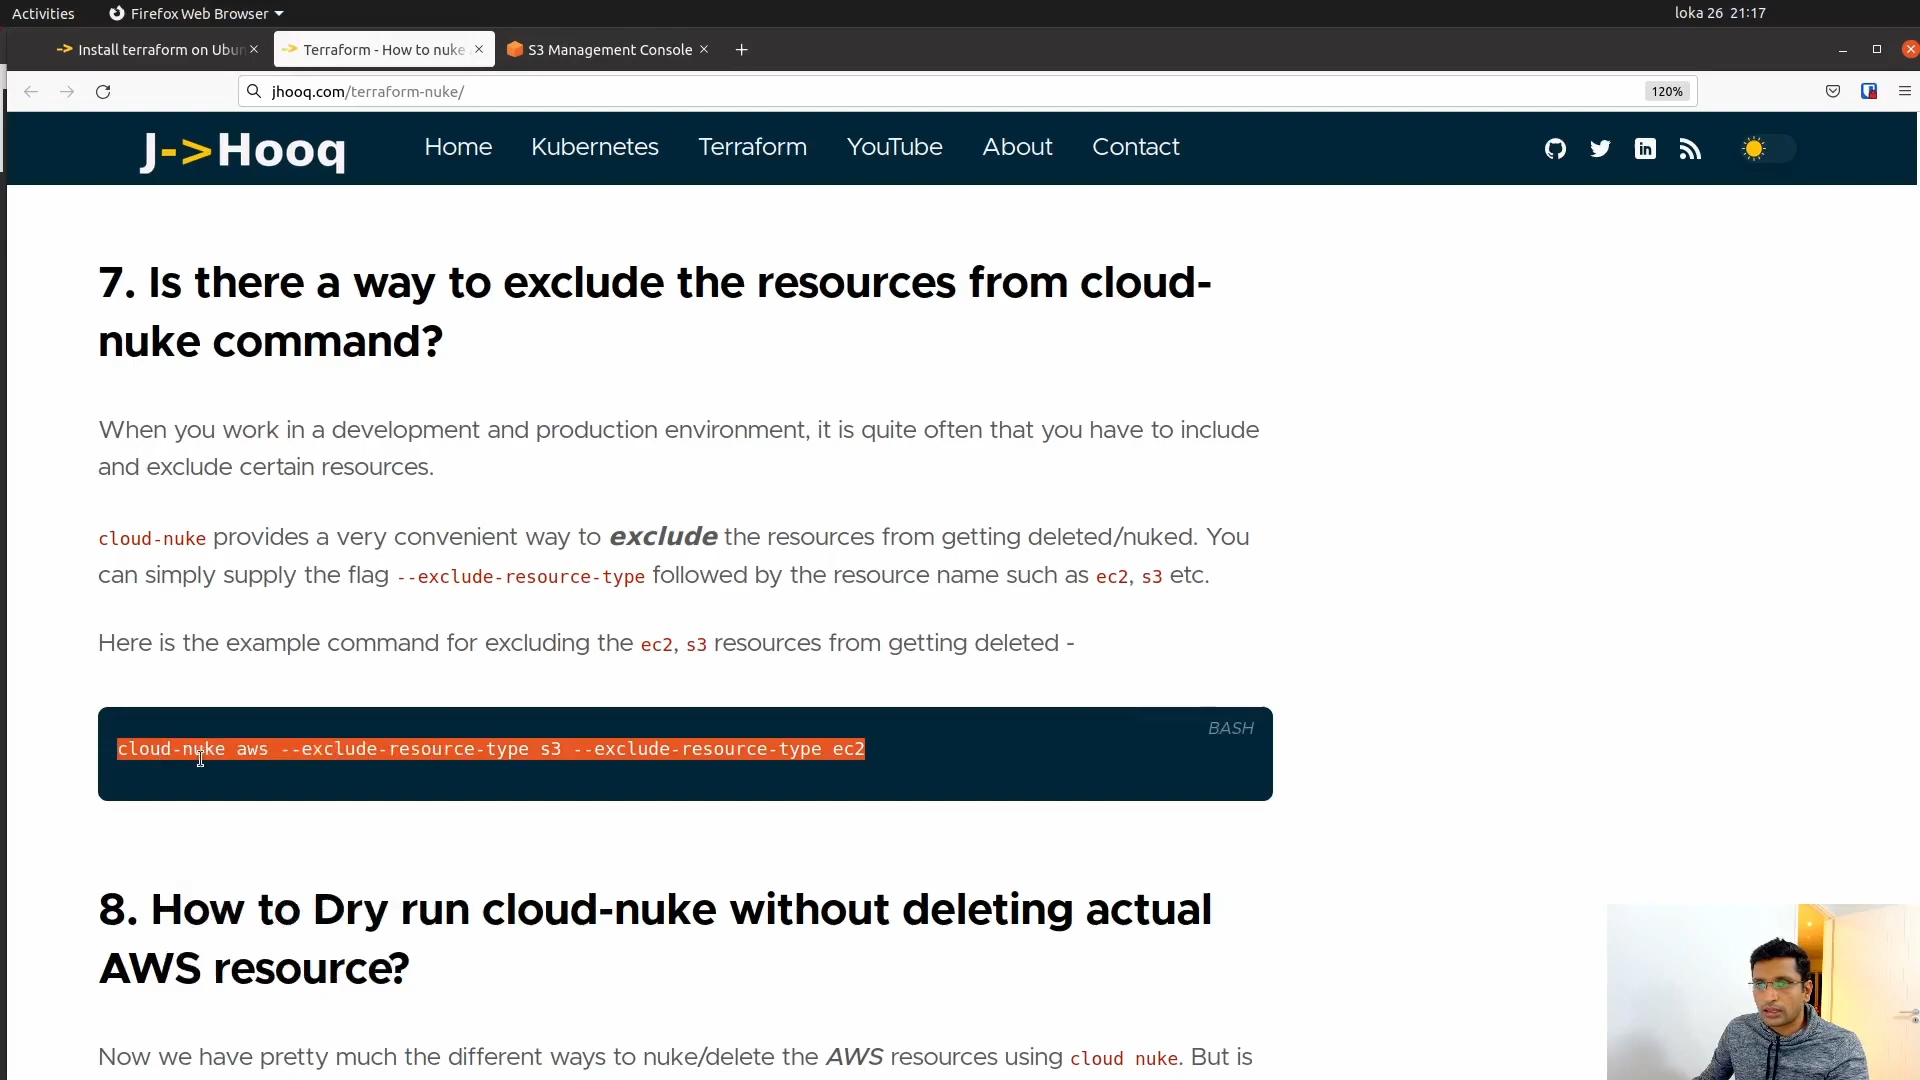 Activities
Firefox Web Browser
loka 26 21:17
Install terraform on Ubun
Terraform - How to nuke
S3 Management Console
jhooq.com/terraform-nuke/
120%
J->Hooq
Home
Kubernetes
Terraform
YouTube
About
Contact
7. Is there a way to exclude the resources from cloud-
nuke command?
When you work in a development and production environment, it is quite often that you have to include
and exclude certain resources.
cloud-nuke provides a very convenient way to exclude the resources from getting deleted/nuked. You
can simply supply the flag --exclude-resource-type followed by the resource name such as ec2, s3 etc.
Here is the example command for excluding the ec2, s3 resources from getting deleted -
BASH
cloud-nuke aws --exclude-resource-type s3 --exclude-resource-type ec2
8. How to Dry run cloud-nuke without deleting actual
AWS resource?
Now we have pretty much the different ways to nuke/delete the AWS resources using cloud nuke. But is